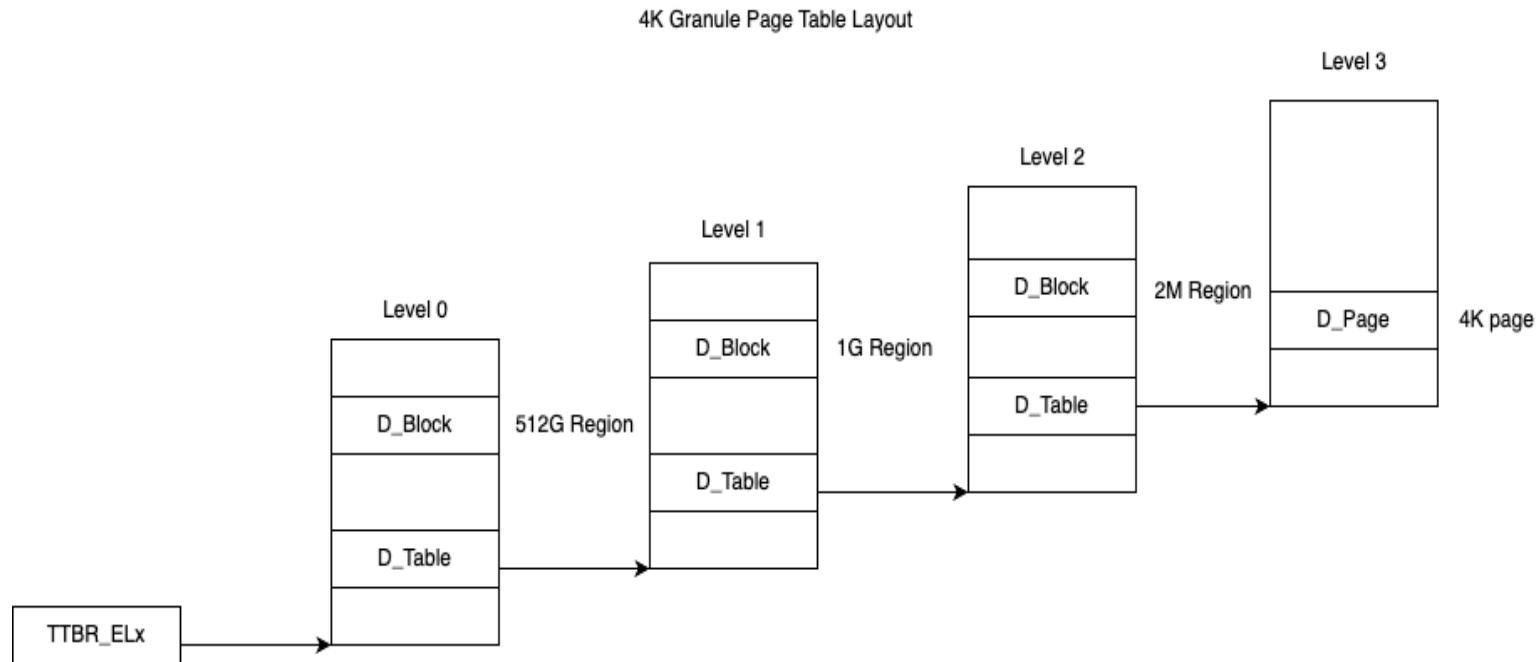 4K Granule Page Table Layout
Level 3
Level 2
Level 1
Level 0
D_Block
512G Region
D_Table
D_Block
1G Region
D_Table
D_Block
2M Region
D_Table
D_Page
4K page
TTBR_ELx